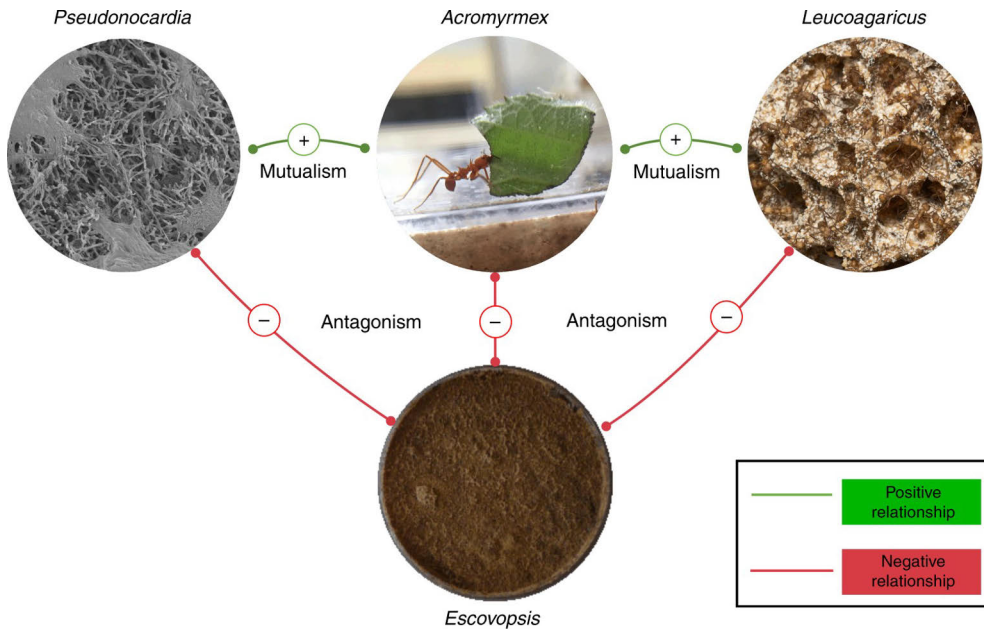 Pseudonocardia
Acromyrmex
Leucoagaricus
+
Mutualism
+
Mutualism
−
Antagonism
−
Antagonism
−
Positive
relationship
Negative
relationship
Escovopsis